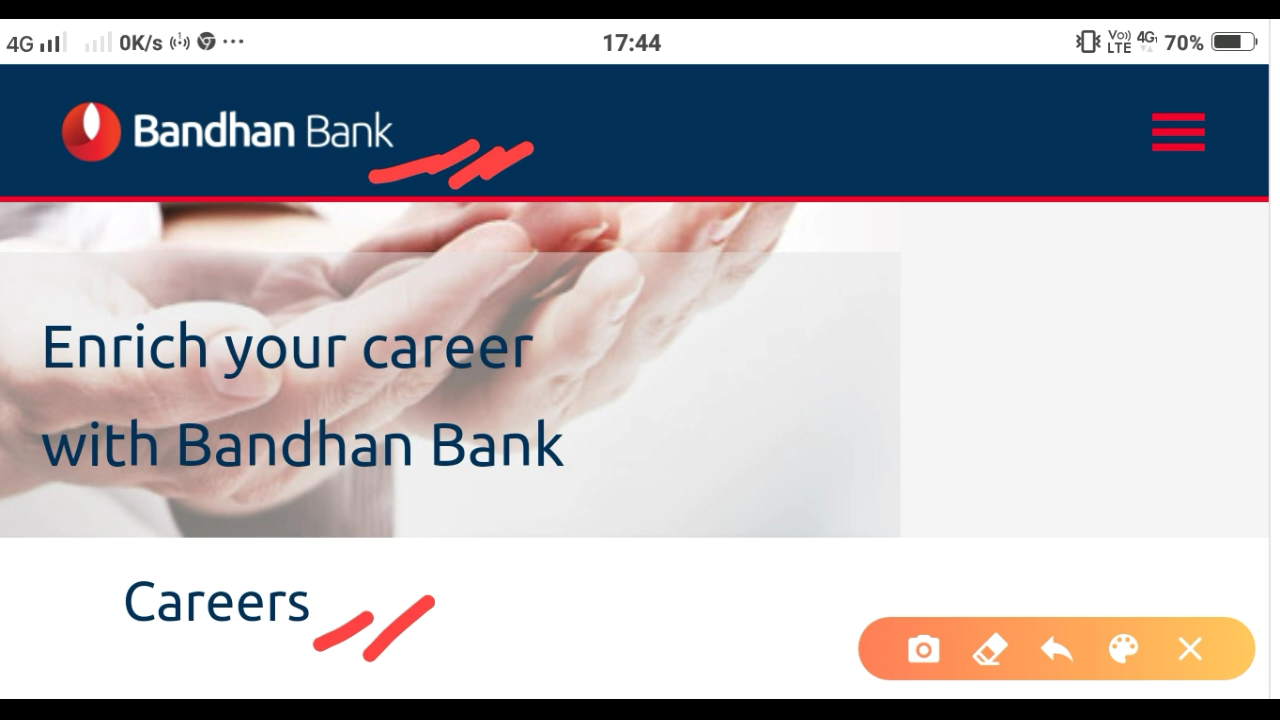 4G 0K/s ... 17:44 Vo)) LTE 4G 70%
Bandhan Bank
Enrich your career
with Bandhan Bank
Careers